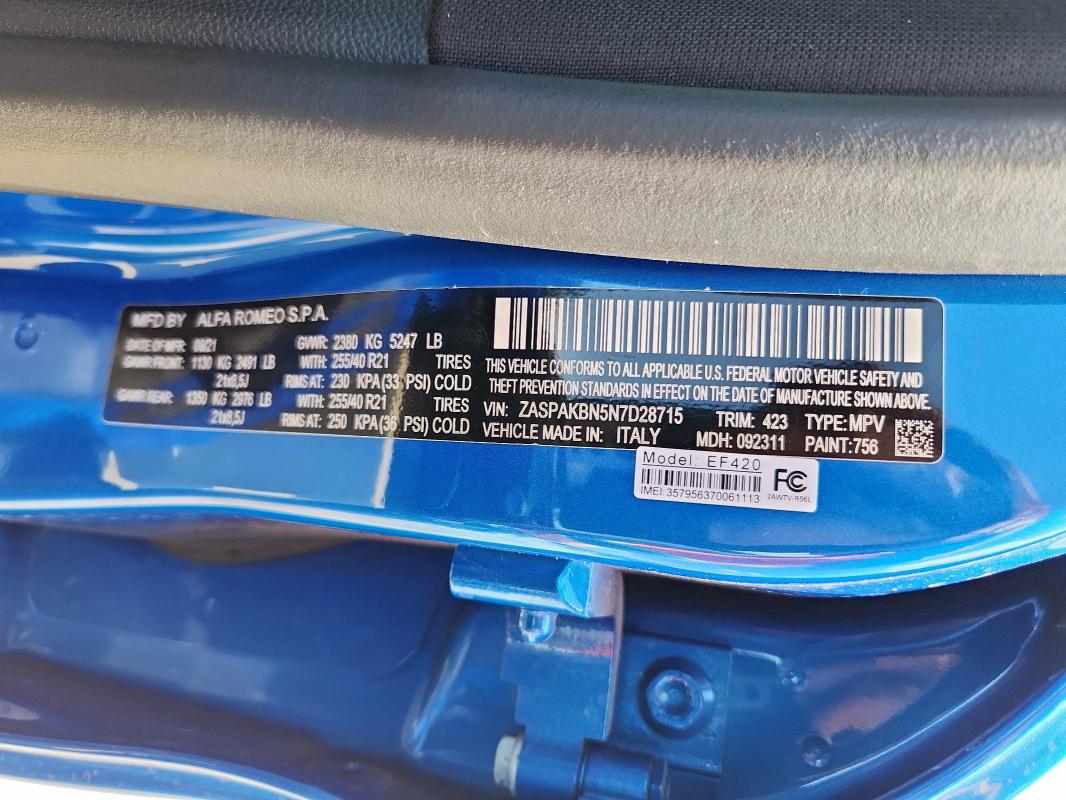 MFD BY ALFA ROMEO S.P.A.
DATE OF MFR: 09/21 GVWR: 2380 KG 5247 LB
GAWR FRONT: 1130 KG 2491 LB WITH: 255/40 R21 TIRES
21x8,5J RIMS AT: 230 KPA(33 PSI) COLD
GAWR REAR: 1350 KG 2976 LB WITH: 255/40 R21 TIRES
21x8,5J RIMS AT: 250 KPA(36 PSI) COLD
THIS VEHICLE CONFORMS TO ALL APPLICABLE U.S. FEDERAL MOTOR VEHICLE SAFETY AND
THEFT PREVENTION STANDARDS IN EFFECT ON THE DATE OF MANUFACTURE SHOWN ABOVE.
VIN: ZASPAKBN5N7D28715 TRIM: 423 TYPE:MPV
VEHICLE MADE IN: ITALY MDH: 092311 PAINT:756
Model: EF420
FC
IMEI:357956370061113
2AWTV-R56L